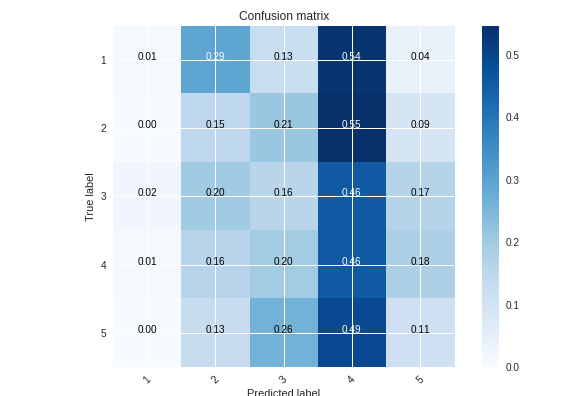 Confusion matrix
1 0.01 0.29 0.13 0.54 0.04
2 0.00 0.15 0.21 0.55 0.09
3 0.02 0.20 0.16 0.46 0.17
4 0.01 0.16 0.20 0.46 0.18
5 0.00 0.13 0.26 0.49 0.11
1 2 3 4 5
True label
Predicted label
0.5
0.4
0.3
0.2
0.1
0.0